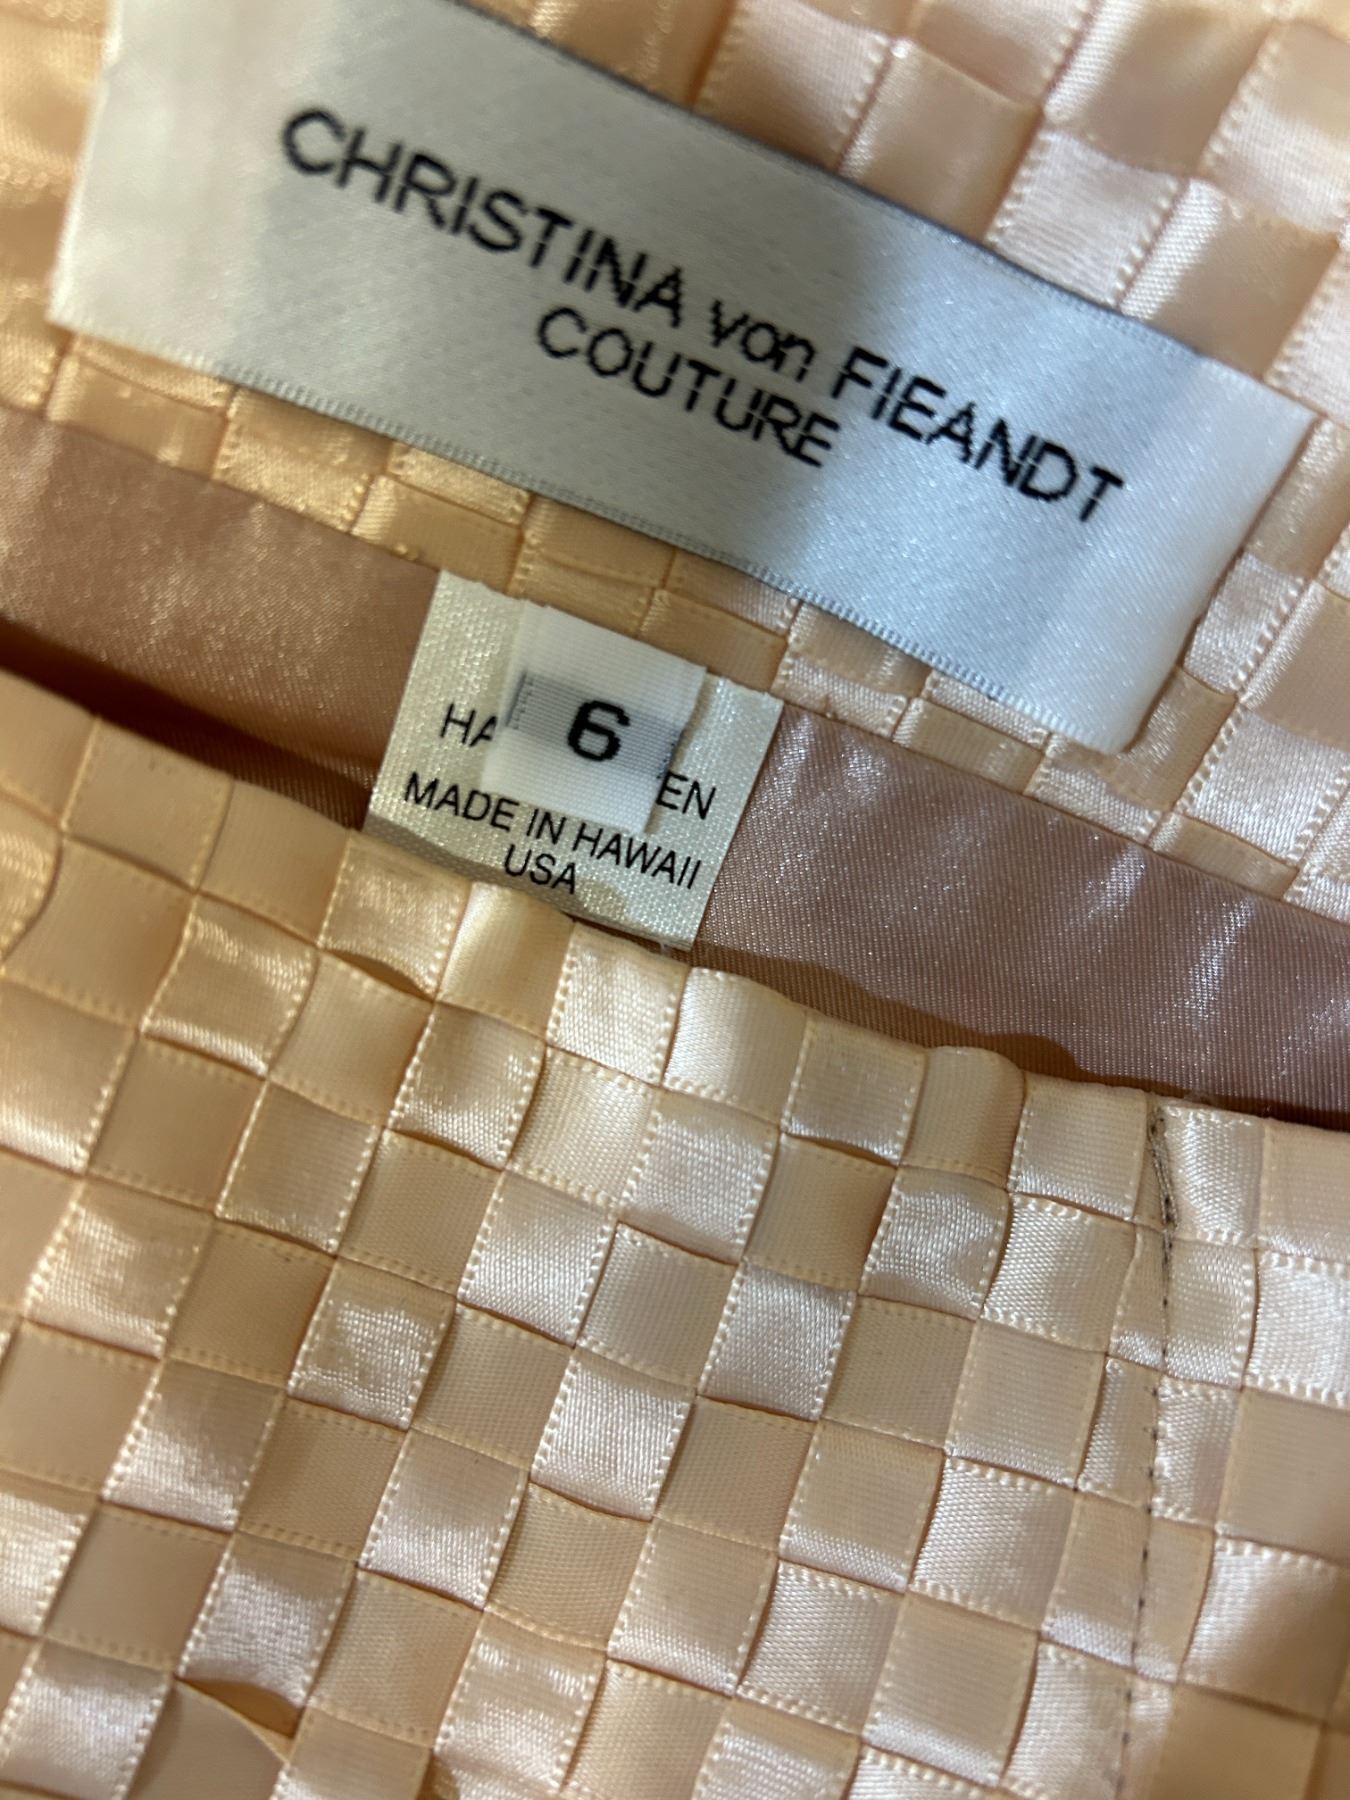 CHRISTINA von FIEANDT
COUTURE
6
MADE IN HAWAII
USA